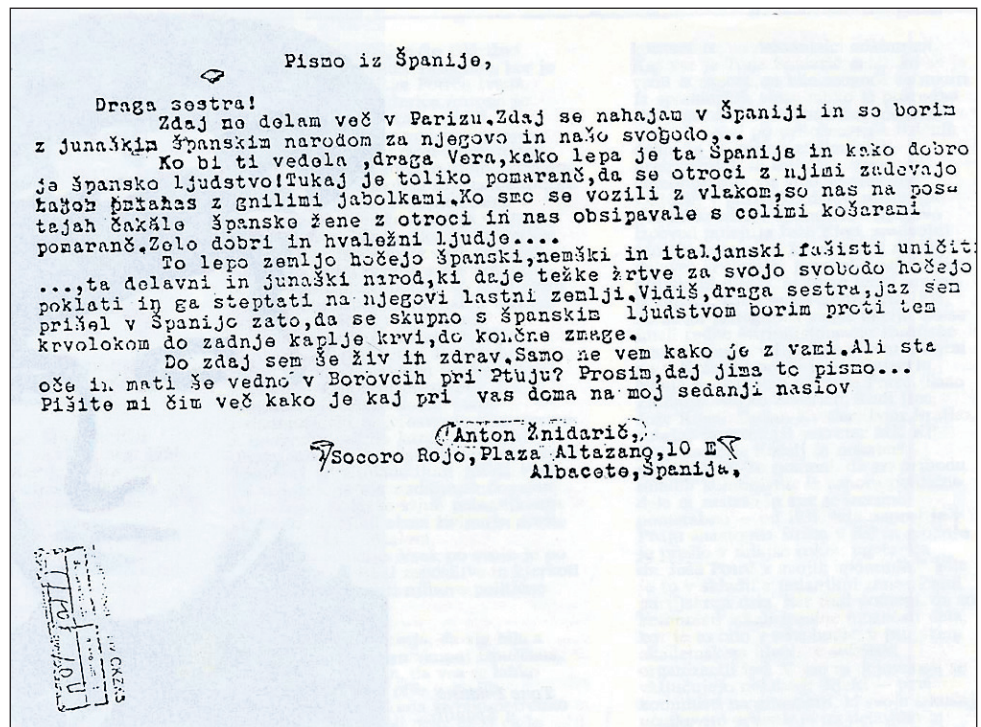 Pismo iz Španije,
Draga sestra!
Zdaj ne delam več v Parizu.Zdaj se nahajam v Španiji in se borim
z junaškim španskim narodom za njegovo in našo svobodo,..
Ko bi ti vedela ,draga Vera,kako lepa je ta Španija in kako dobro
je špansko ljudstvo!Tukaj je toliko pomaranč,da se otroci z njimi zadevajo
z gnilimi jabolkami.Ko smo se vozili z vlakom,so nas na posa
tajah čakale španske žene z otroci in nas obsipavale s celimi košarami
pomaranč.Zelo dobri in hvaležni ljudje....
To lepo zemljo hočejo španski,nemški in italjanski fašisti uničiti
...,ta delavni in junaški narod,ki daje težke žrtve za svojo svobodo hočejo
poklati in ga steptati na njegovi lastni zemlji.Vidiš,draga sestra,jaz sem
prišel v Španijo zato,da se skupno s španskim ljudstvom borim proti tem
krvolokom do zadnje kaplje krvi,do končne zmage.
Do zdaj sem še živ in zdrav.Samo ne vem kako je z vami.Ali sta
oče in mati še vedno v Borovcih pri Ptuju? Prosim,daj jima to pismo...
Pišite mi čim več kako je kaj pri vas doma na moj sedanji naslov
Anton Žnidarič,
Socoro Rojo,Plaza Altazano,10 E
Albacete,Španija,